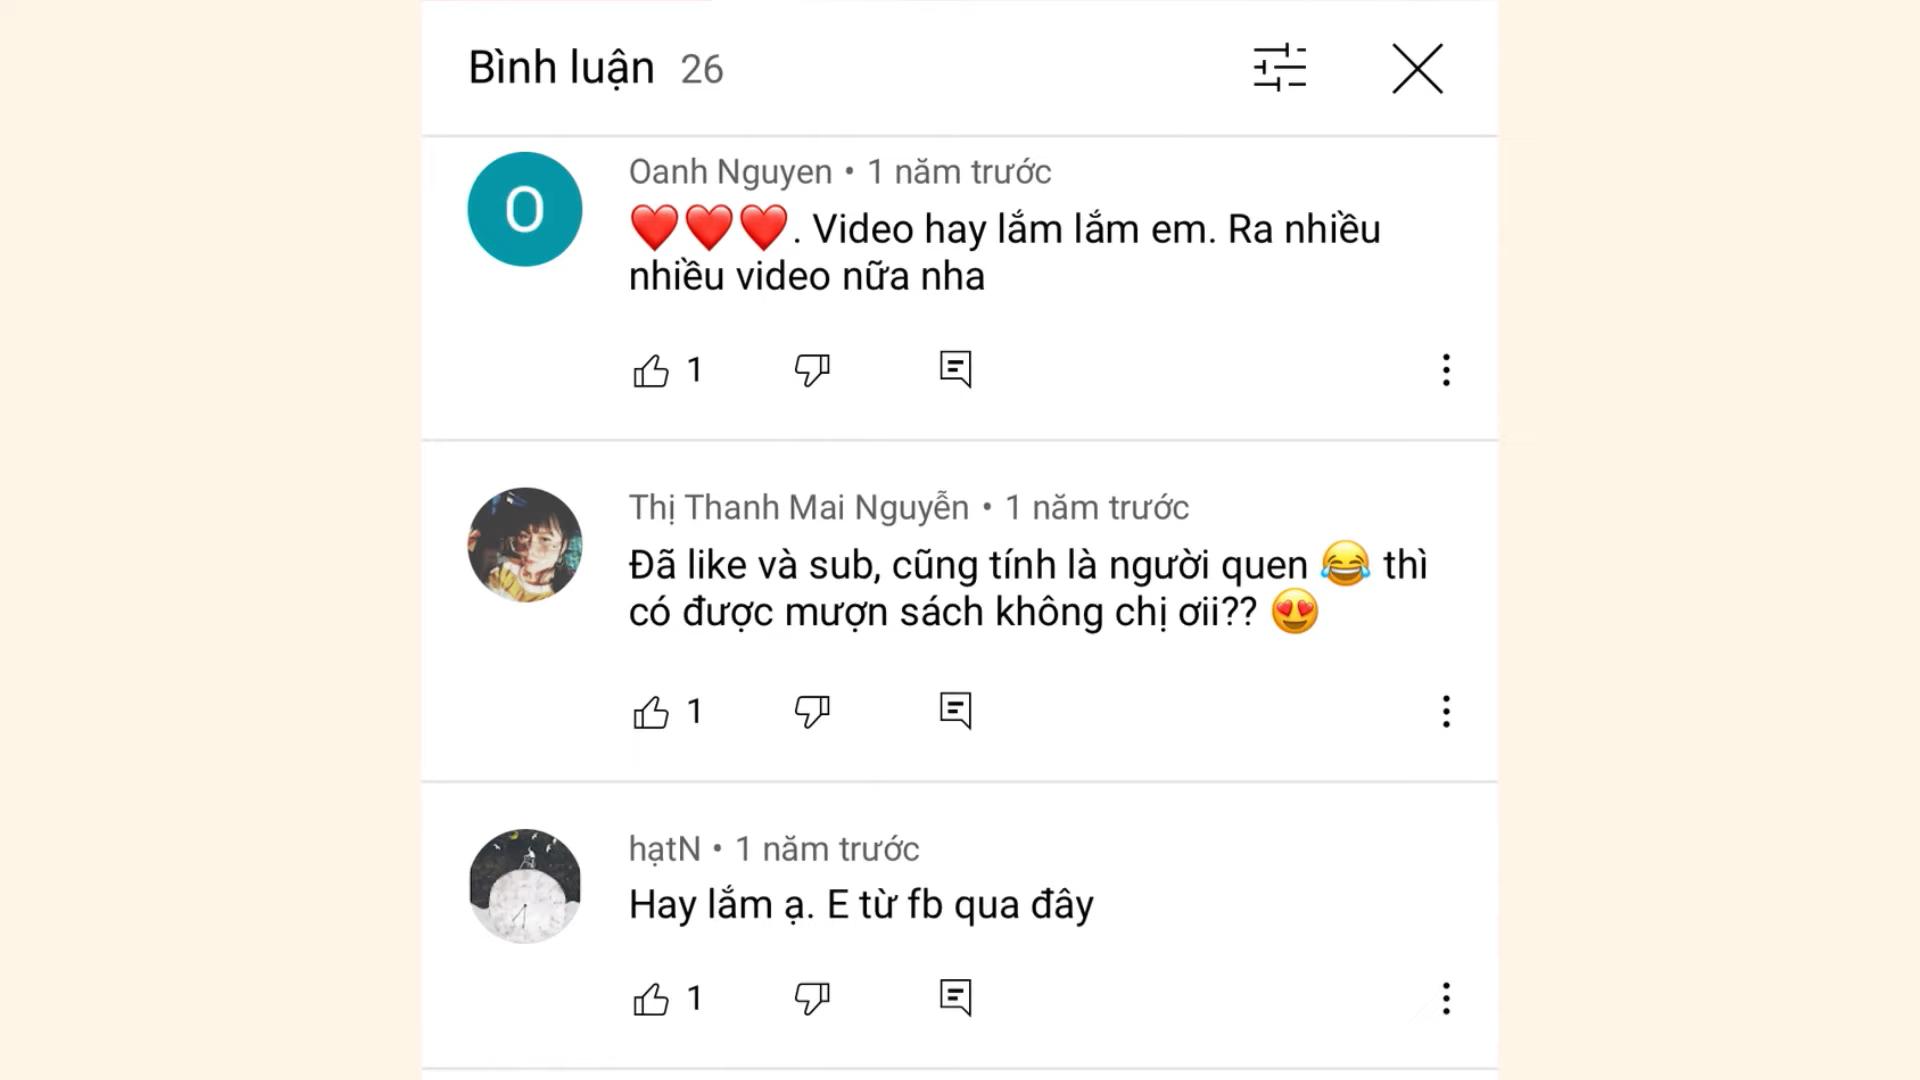 Bình luận 26
O
Oanh Nguyen • 1 năm trước
❤️❤️❤️. Video hay lắm lắm em. Ra nhiều
nhiều video nữa nha
1
Thị Thanh Mai Nguyễn • 1 năm trước
Đã like và sub, cũng tính là người quen 😂 thì
có được mượn sách không chị ơii?? 😍
1
hạtN • 1 năm trước
Hay lắm ạ. E từ fb qua đây
1